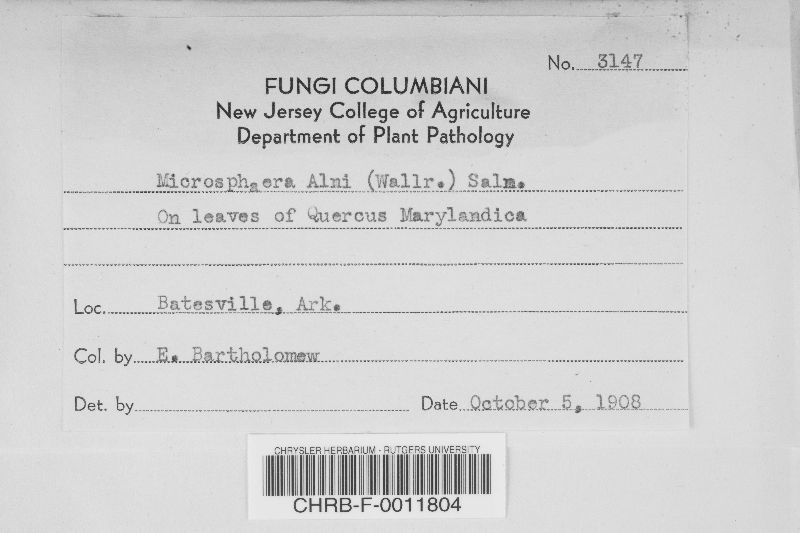 No. 3147
FUNGI COLUMBIANI
New Jersey College of Agriculture
Department of Plant Pathology
Microsphaera Alni (Wallr.) Salm.
On leaves of Quercus Marylandica
Loc. Batesville, Ark.
Col. by E. Bartholomew
Det. by
Date October 5, 1908
CHRYSLER HERBARIUM - RUTGERS UNIVERSITY
CHRB-F-0011804